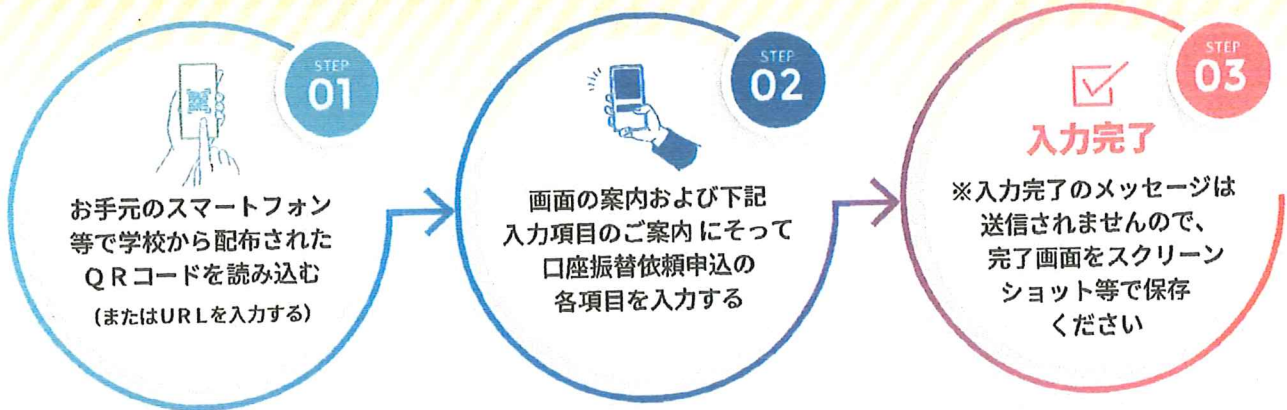 STEP
01
お手元のスマートフォン
等で学校から配布された
ＱＲコードを読み込む
(またはＵＲＬを入力する)
STEP
02
画面の案内および下記
入力項目のご案内 にそって
口座振替依頼申込の
各項目を入力する
STEP
03
入力完了
※入力完了のメッセージは
送信されませんので、
完了画面をスクリーン
ショット等で保存
ください